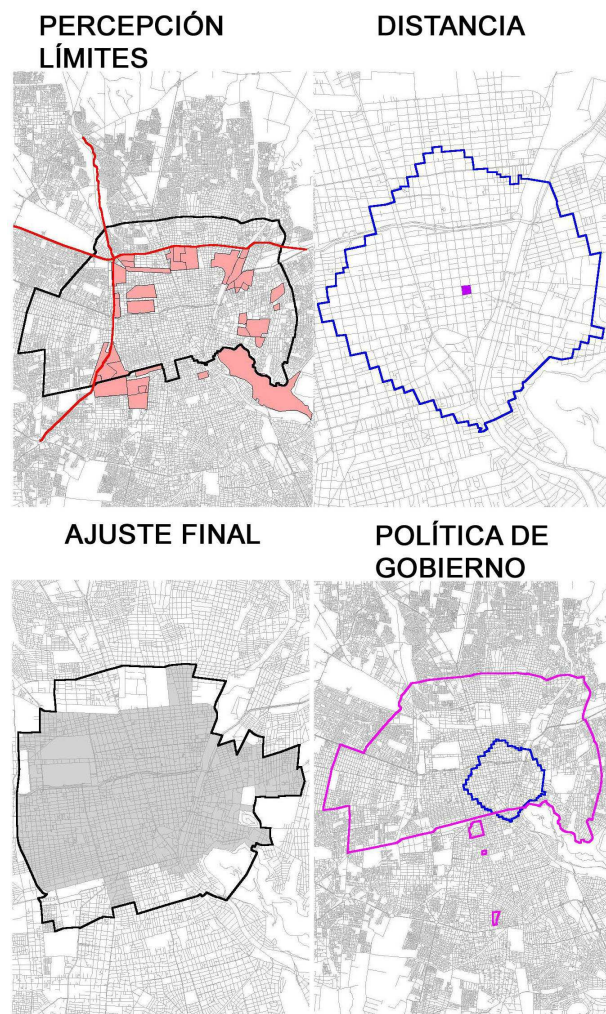 PERCEPCIÓN
LÍMITES
DISTANCIA
AJUSTE FINAL
POLÍTICA DE
GOBIERNO